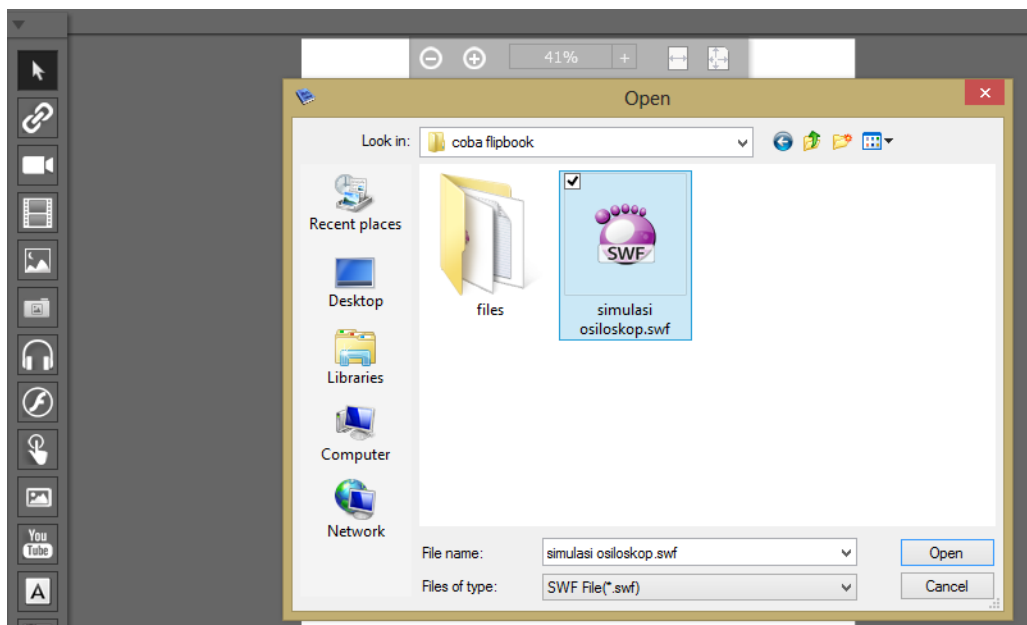 41%
+
Open
Look in:
coba flipbook
Recent places
Desktop
Libraries
Computer
Network
files
SWF
simulasi
osiloskop.swf
File name:
simulasi osiloskop.swf
Open
Files of type:
SWF File(*.swf)
Cancel
You
Tube
A